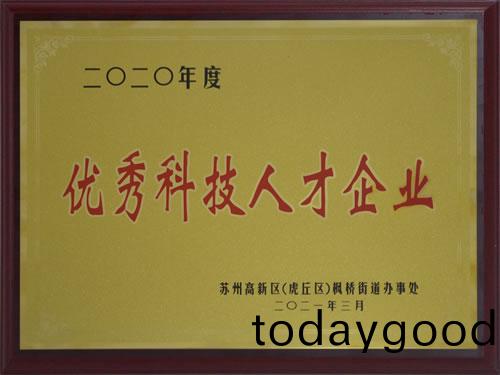 二〇二〇年度
优秀科技人才企业
苏州高新区(虎丘区)枫桥街道办事处
二〇二一年三月
todaygood